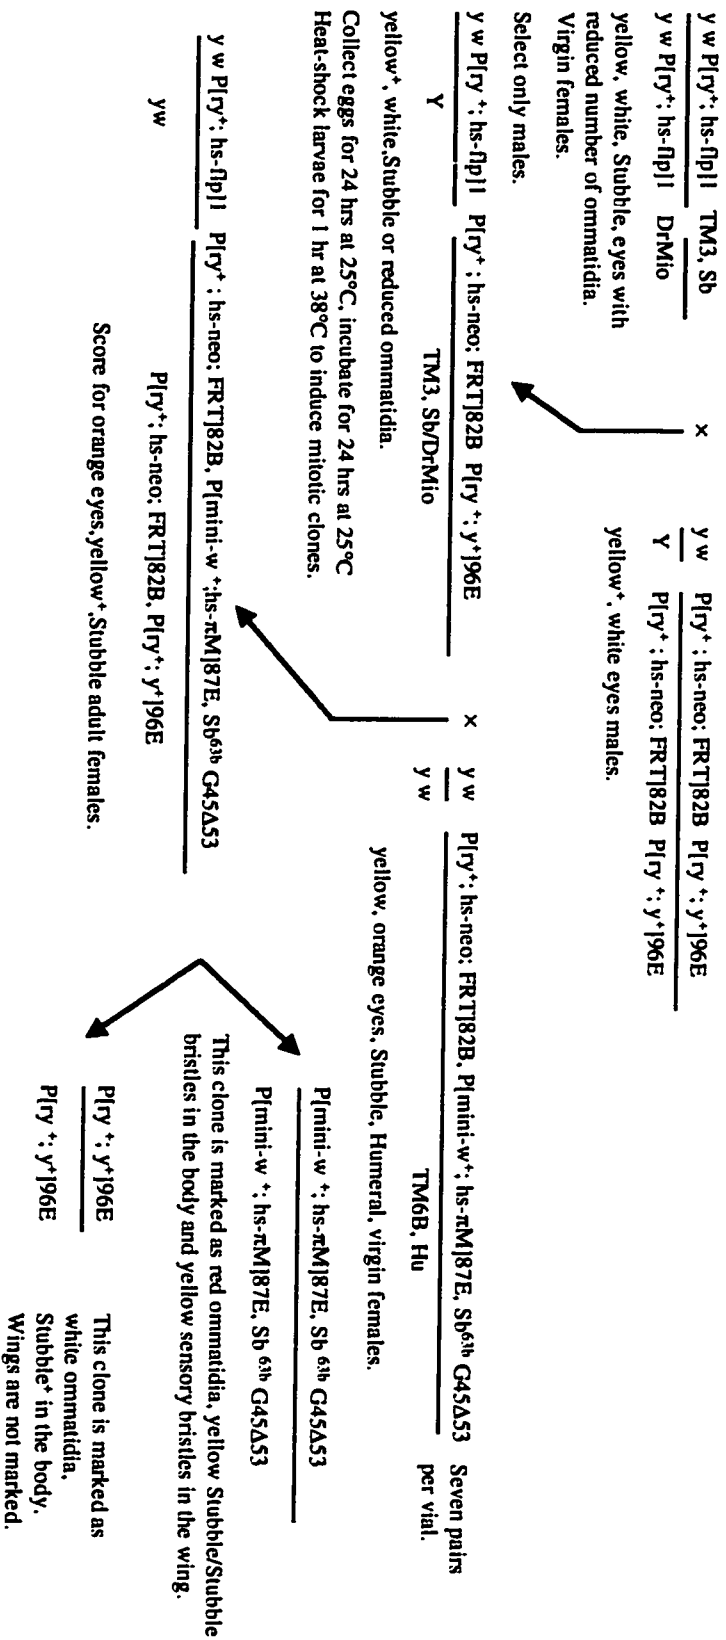 y w P[ry⁺; hs-flp]1 TM3, Sb × y w P[ry⁺; hs-neo; FRT]82B P[ry⁺; y⁺]96E
y w P[ry⁺; hs-flp]1 DrMio Y P[ry⁺; hs-neo; FRT]82B P[ry⁺; y⁺]96E
yellow, white, Stubble, eyes with
reduced number of ommatidia.
Virgin females.
yellow⁺, white eyes males.
Select only males.
y w P[ry⁺; hs-flp]1 P[ry⁺; hs-neo; FRT]82B P[ry⁺; y⁺]96E × y w P[ry⁺; hs-neo; FRT]82B, P[mini-w⁺; hs-πM]87E, Sb⁶³ᵇ G45Δ53
Y TM3, Sb/DrMio y w TM6B, Hu
Seven pairs
per vial.
yellow⁺, white,Stubble or reduced ommatidia.
yellow, orange eyes, Stubble, Humeral, virgin females.
Collect eggs for 24 hrs at 25°C, incubate for 24 hrs at 25°C
Heat-shock larvae for 1 hr at 38°C to induce mitotic clones.
y w P[ry⁺; hs-flp]1 P[ry⁺; hs-neo; FRT]82B, P[mini-w⁺;hs-πM]87E, Sb⁶³ᵇ G45Δ53
yw P[ry⁺; hs-neo; FRT]82B, P[ry⁺; y⁺]96E
Score for orange eyes,yellow⁺,Stubble adult females.
P[mini-w⁺; hs-πM]87E, Sb⁶³ᵇ G45Δ53
P[mini-w⁺; hs-πM]87E, Sb⁶³ᵇ G45Δ53
This clone is marked as red ommatidia, yellow Stubble/Stubble
bristles in the body and yellow sensory bristles in the wing.
P[ry⁺; y⁺]96E
P[ry⁺; y⁺]96E
This clone is marked as
white ommatidia,
Stubble⁺ in the body.
Wings are not marked.